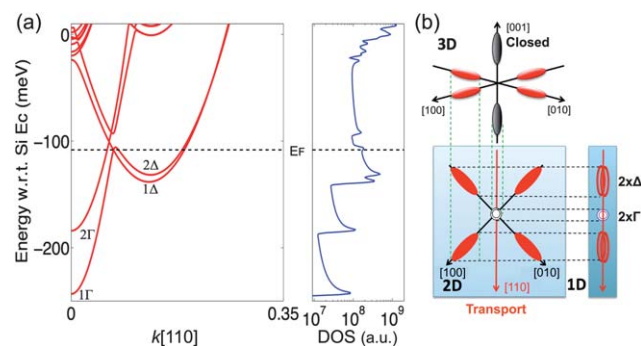 (a)
0
-100
-200
Energy w.r.t. Si Ec (meV)
2Δ
1Δ
2Γ
1Γ
0
0.35
k[110]
EF
10^7
10^8
10^9
DOS (a.u.)
(b)
[001]
3D
Closed
[100]
[010]
2xΔ
2xΓ
[100]
[010]
2D
[110]
1D
Transport